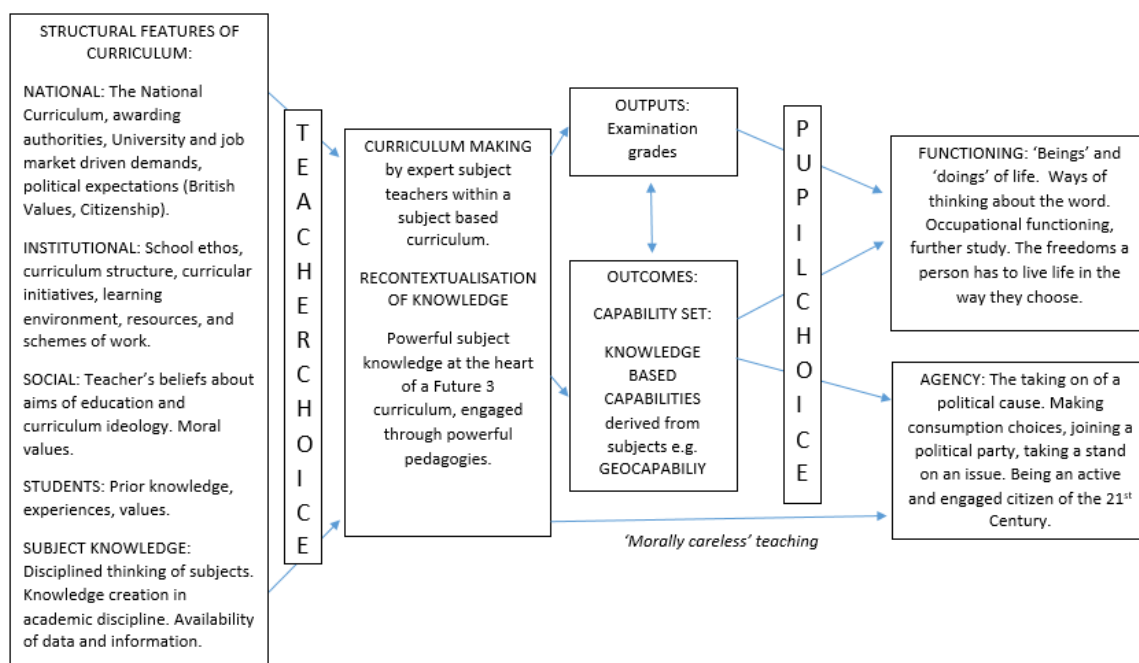 STRUCTURAL FEATURES OF
CURRICULUM:
NATIONAL: The National
Curriculum, awarding
authorities, University and job
market driven demands,
political expectations (British
Values, Citizenship).
INSTITUTIONAL: School ethos,
curriculum structure, curricular
initiatives, learning
environment, resources, and
schemes of work.
SOCIAL: Teacher's beliefs about
aims of education and
curriculum ideology. Moral
values.
STUDENTS: Prior knowledge,
experiences, values.
SUBJECT KNOWLEDGE:
Disciplined thinking of subjects.
Knowledge creation in
academic discipline. Availability
of data and information.
T
E
A
C
H
E
R
C
H
O
I
C
E
CURRICULUM MAKING
by expert subject
teachers within a
subject based
curriculum.
RECONTEXTUALISATION
OF KNOWLEDGE
Powerful subject
knowledge at the heart
of a Future 3
curriculum, engaged
through powerful
pedagogies.
OUTPUTS:
Examination
grades
OUTCOMES:
CAPABILITY SET:
KNOWLEDGE
BASED
CAPABILITIES
derived from
subjects e.g.
GEOCAPABILIY
P
U
P
I
L
C
H
O
I
C
E
FUNCTIONING: 'Beings' and
'doings' of life. Ways of
thinking about the word.
Occupational functioning,
further study. The freedoms a
person has to live life in the
way they choose.
AGENCY: The taking on of a
political cause. Making
consumption choices, joining a
political party, taking a stand
on an issue. Being an active
and engaged citizen of the 21st
Century.
'Morally careless' teaching